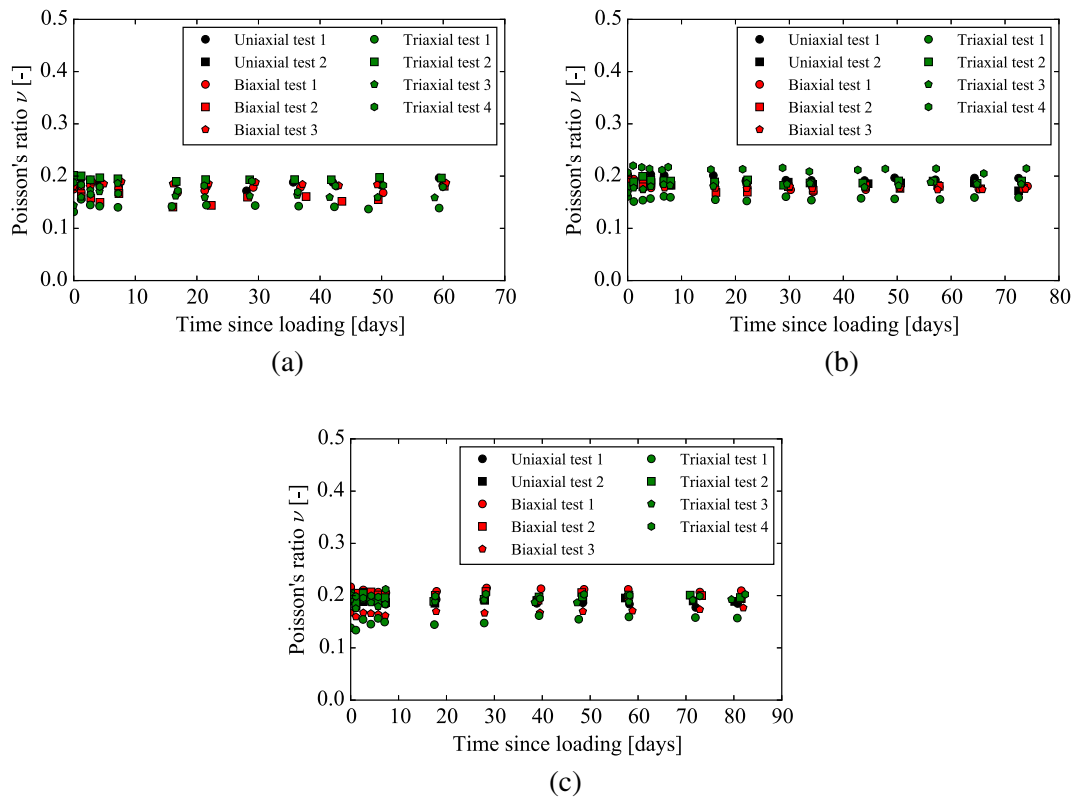 0.5
0.4
0.3
0.2
0.1
0.0
Poisson's ratio ν [-]
Uniaxial test 1
Uniaxial test 2
Biaxial test 1
Biaxial test 2
Biaxial test 3
Triaxial test 1
Triaxial test 2
Triaxial test 3
Triaxial test 4
0 10 20 30 40 50 60 70
Time since loading [days]
(a)
0.5
0.4
0.3
0.2
0.1
0.0
Poisson's ratio ν [-]
Uniaxial test 1
Uniaxial test 2
Biaxial test 1
Biaxial test 2
Biaxial test 3
Triaxial test 1
Triaxial test 2
Triaxial test 3
Triaxial test 4
0 10 20 30 40 50 60 70 80
Time since loading [days]
(b)
0.5
0.4
0.3
0.2
0.1
0.0
Poisson's ratio ν [-]
Uniaxial test 1
Uniaxial test 2
Biaxial test 1
Biaxial test 2
Biaxial test 3
Triaxial test 1
Triaxial test 2
Triaxial test 3
Triaxial test 4
0 10 20 30 40 50 60 70 80 90
Time since loading [days]
(c)